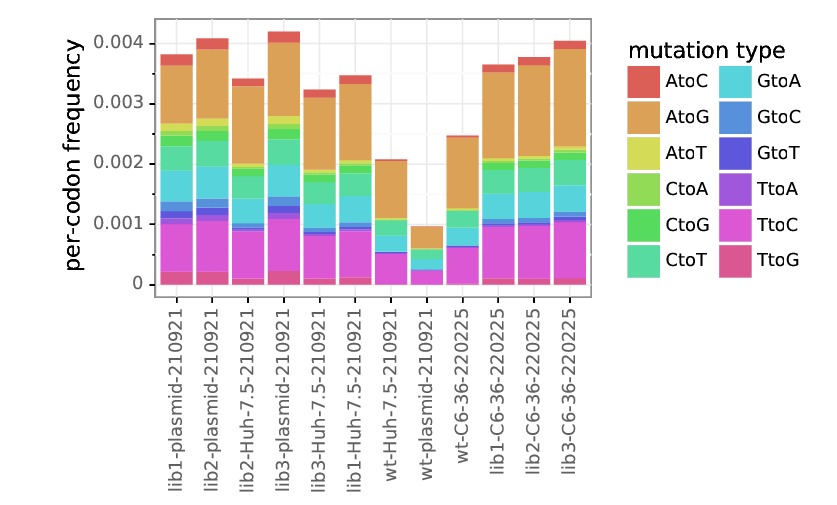 per-codon frequency
0.004
0.003
0.002
0.001
0
lib1-plasmid-210921
lib2-plasmid-210921
lib2-Huh-7.5-210921
lib3-plasmid-210921
lib3-Huh-7.5-210921
lib1-Huh-7.5-210921
wt-Huh-7.5-210921
wt-plasmid-210921
wt-C6-36-220225
lib1-C6-36-220225
lib2-C6-36-220225
lib3-C6-36-220225
mutation type
AtoC
AtoG
AtoT
CtoA
CtoG
CtoT
GtoA
GtoC
GtoT
TtoA
TtoC
TtoG